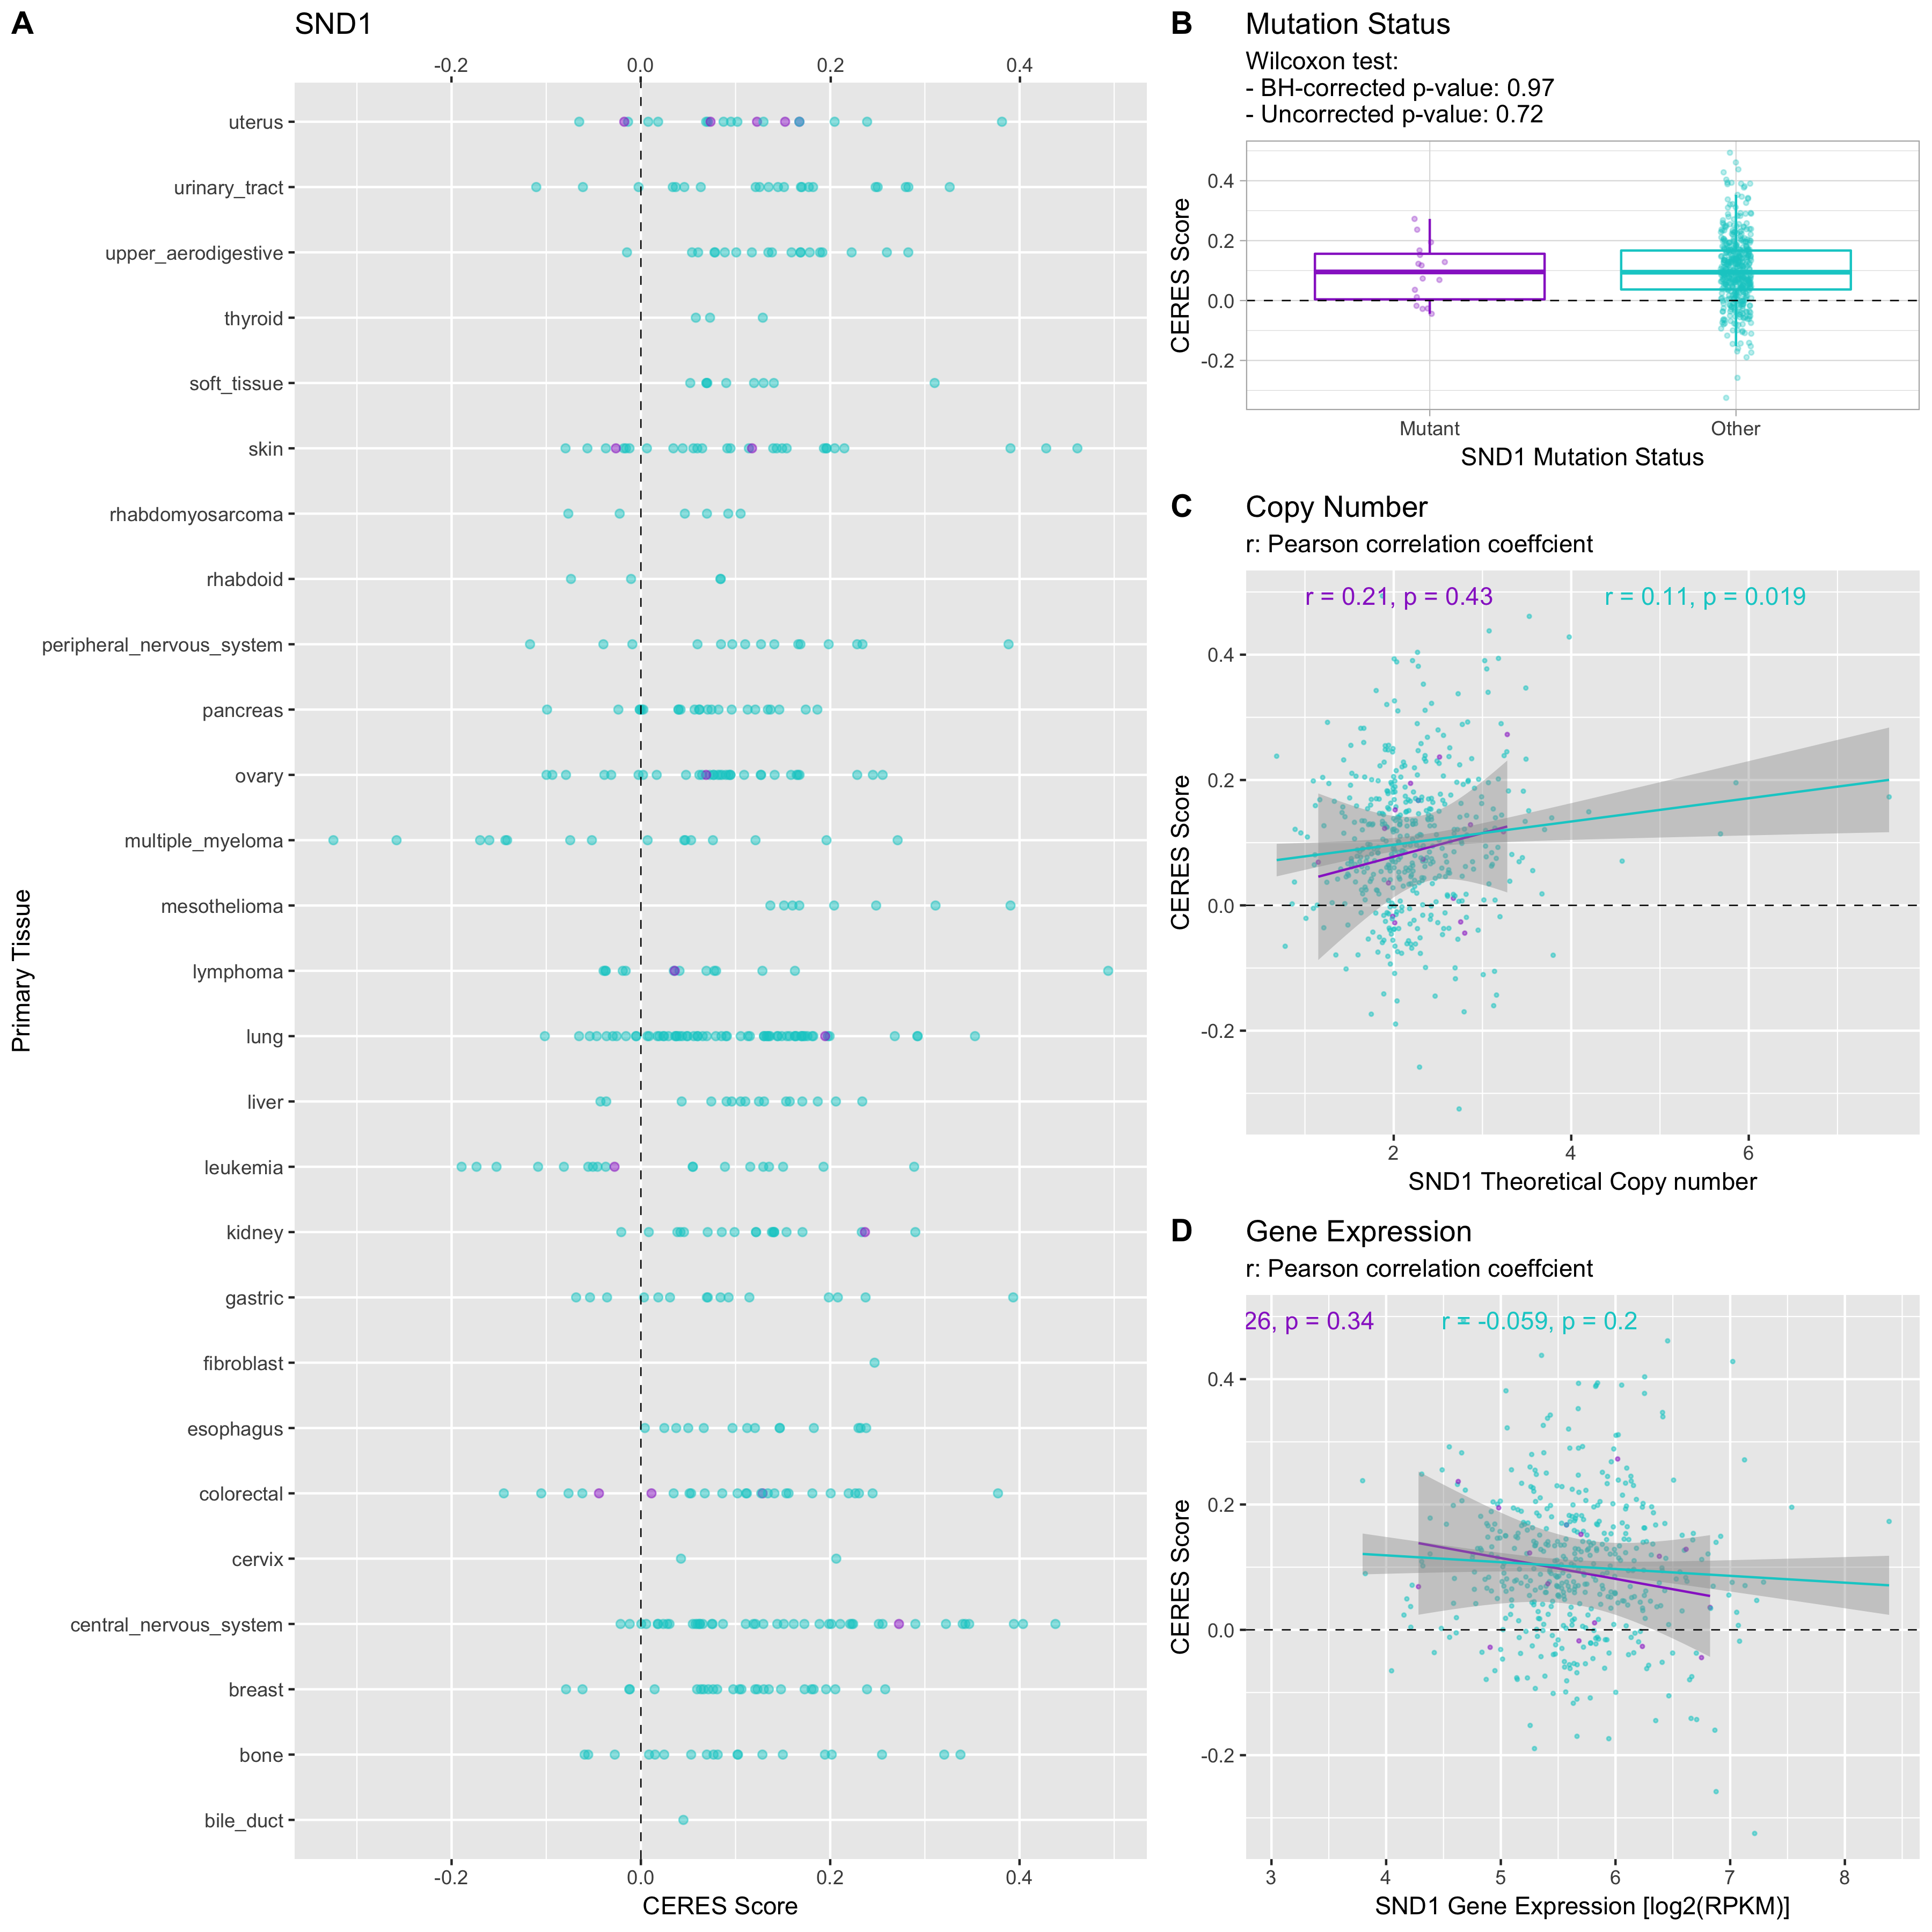 A
SND1
-0.2 0.0 0.2 0.4
Primary Tissue
uterus
urinary_tract
upper_aerodigestive
thyroid
soft_tissue
skin
rhabdomyosarcoma
rhabdoid
peripheral_nervous_system
pancreas
ovary
multiple_myeloma
mesothelioma
lymphoma
lung
liver
leukemia
kidney
gastric
fibroblast
esophagus
colorectal
cervix
central_nervous_system
breast
bone
bile_duct
-0.2 0.0 0.2 0.4
CERES Score
B
Mutation Status
Wilcoxon test:
- BH-corrected p-value: 0.97
- Uncorrected p-value: 0.72
CERES Score
0.4
0.2
0.0
-0.2
Mutant Other
SND1 Mutation Status
C
Copy Number
r: Pearson correlation coeffcient
r = 0.21, p = 0.43 r = 0.11, p = 0.019
CERES Score
0.4
0.2
0.0
-0.2
2 4 6
SND1 Theoretical Copy number
D
Gene Expression
r: Pearson correlation coeffcient
26, p = 0.34 r = -0.059, p = 0.2
CERES Score
0.4
0.2
0.0
-0.2
3 4 5 6 7 8
SND1 Gene Expression [log2(RPKM)]